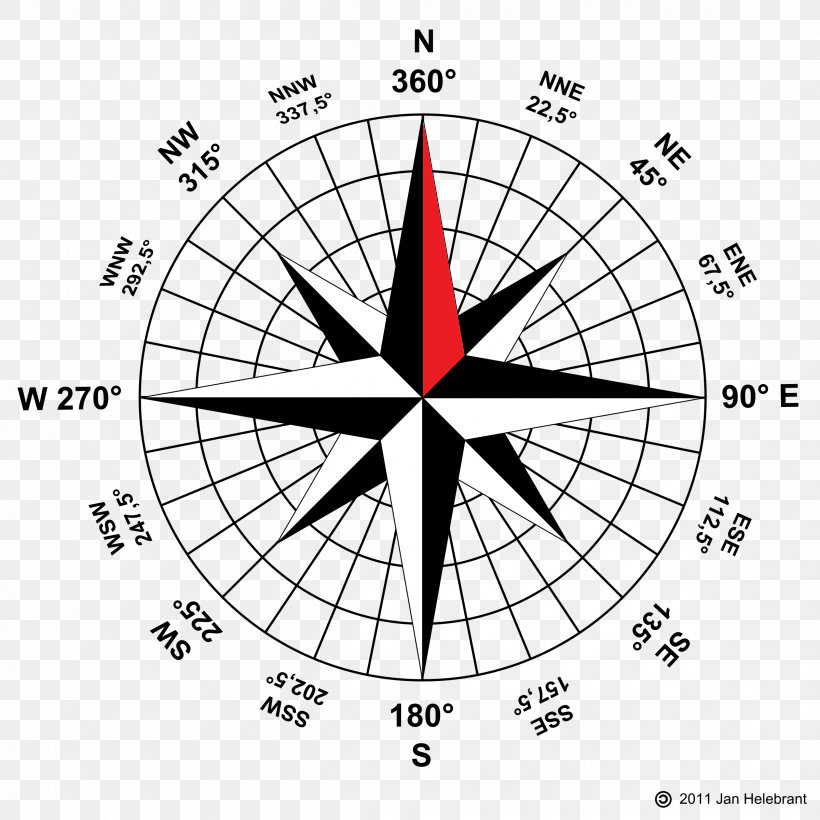 N
360°
NNE
22,5°
NE
45°
ENE
67,5°
90° E
ESE
112,5°
SE
135°
SSE
157,5°
180°
S
SSW
202,5°
SW
225°
WSW
247,5°
W 270°
WNW
292,5°
NW
315°
NNW
337,5°
🄯 2011 Jan Helebrant